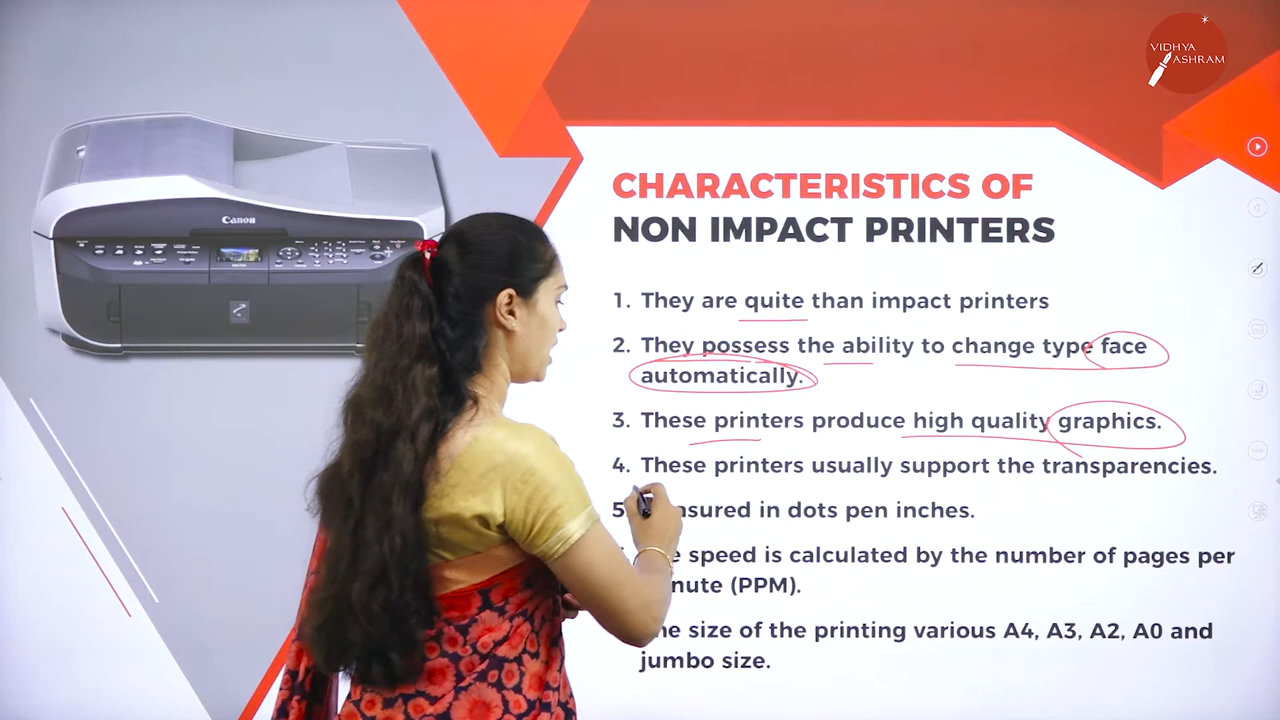 VIDHYA
ASHRAM
Canon
CHARACTERISTICS OF
NON IMPACT PRINTERS
1. They are quite than impact printers
2. They possess the ability to change type face
automatically.
3. These printers produce high quality graphics.
4. These printers usually support the transparencies.
5. in dots pen inches.
speed is calculated by the number of pages per
(PPM).
size of the printing various A4, A3, A2, A0 and
jumbo size.